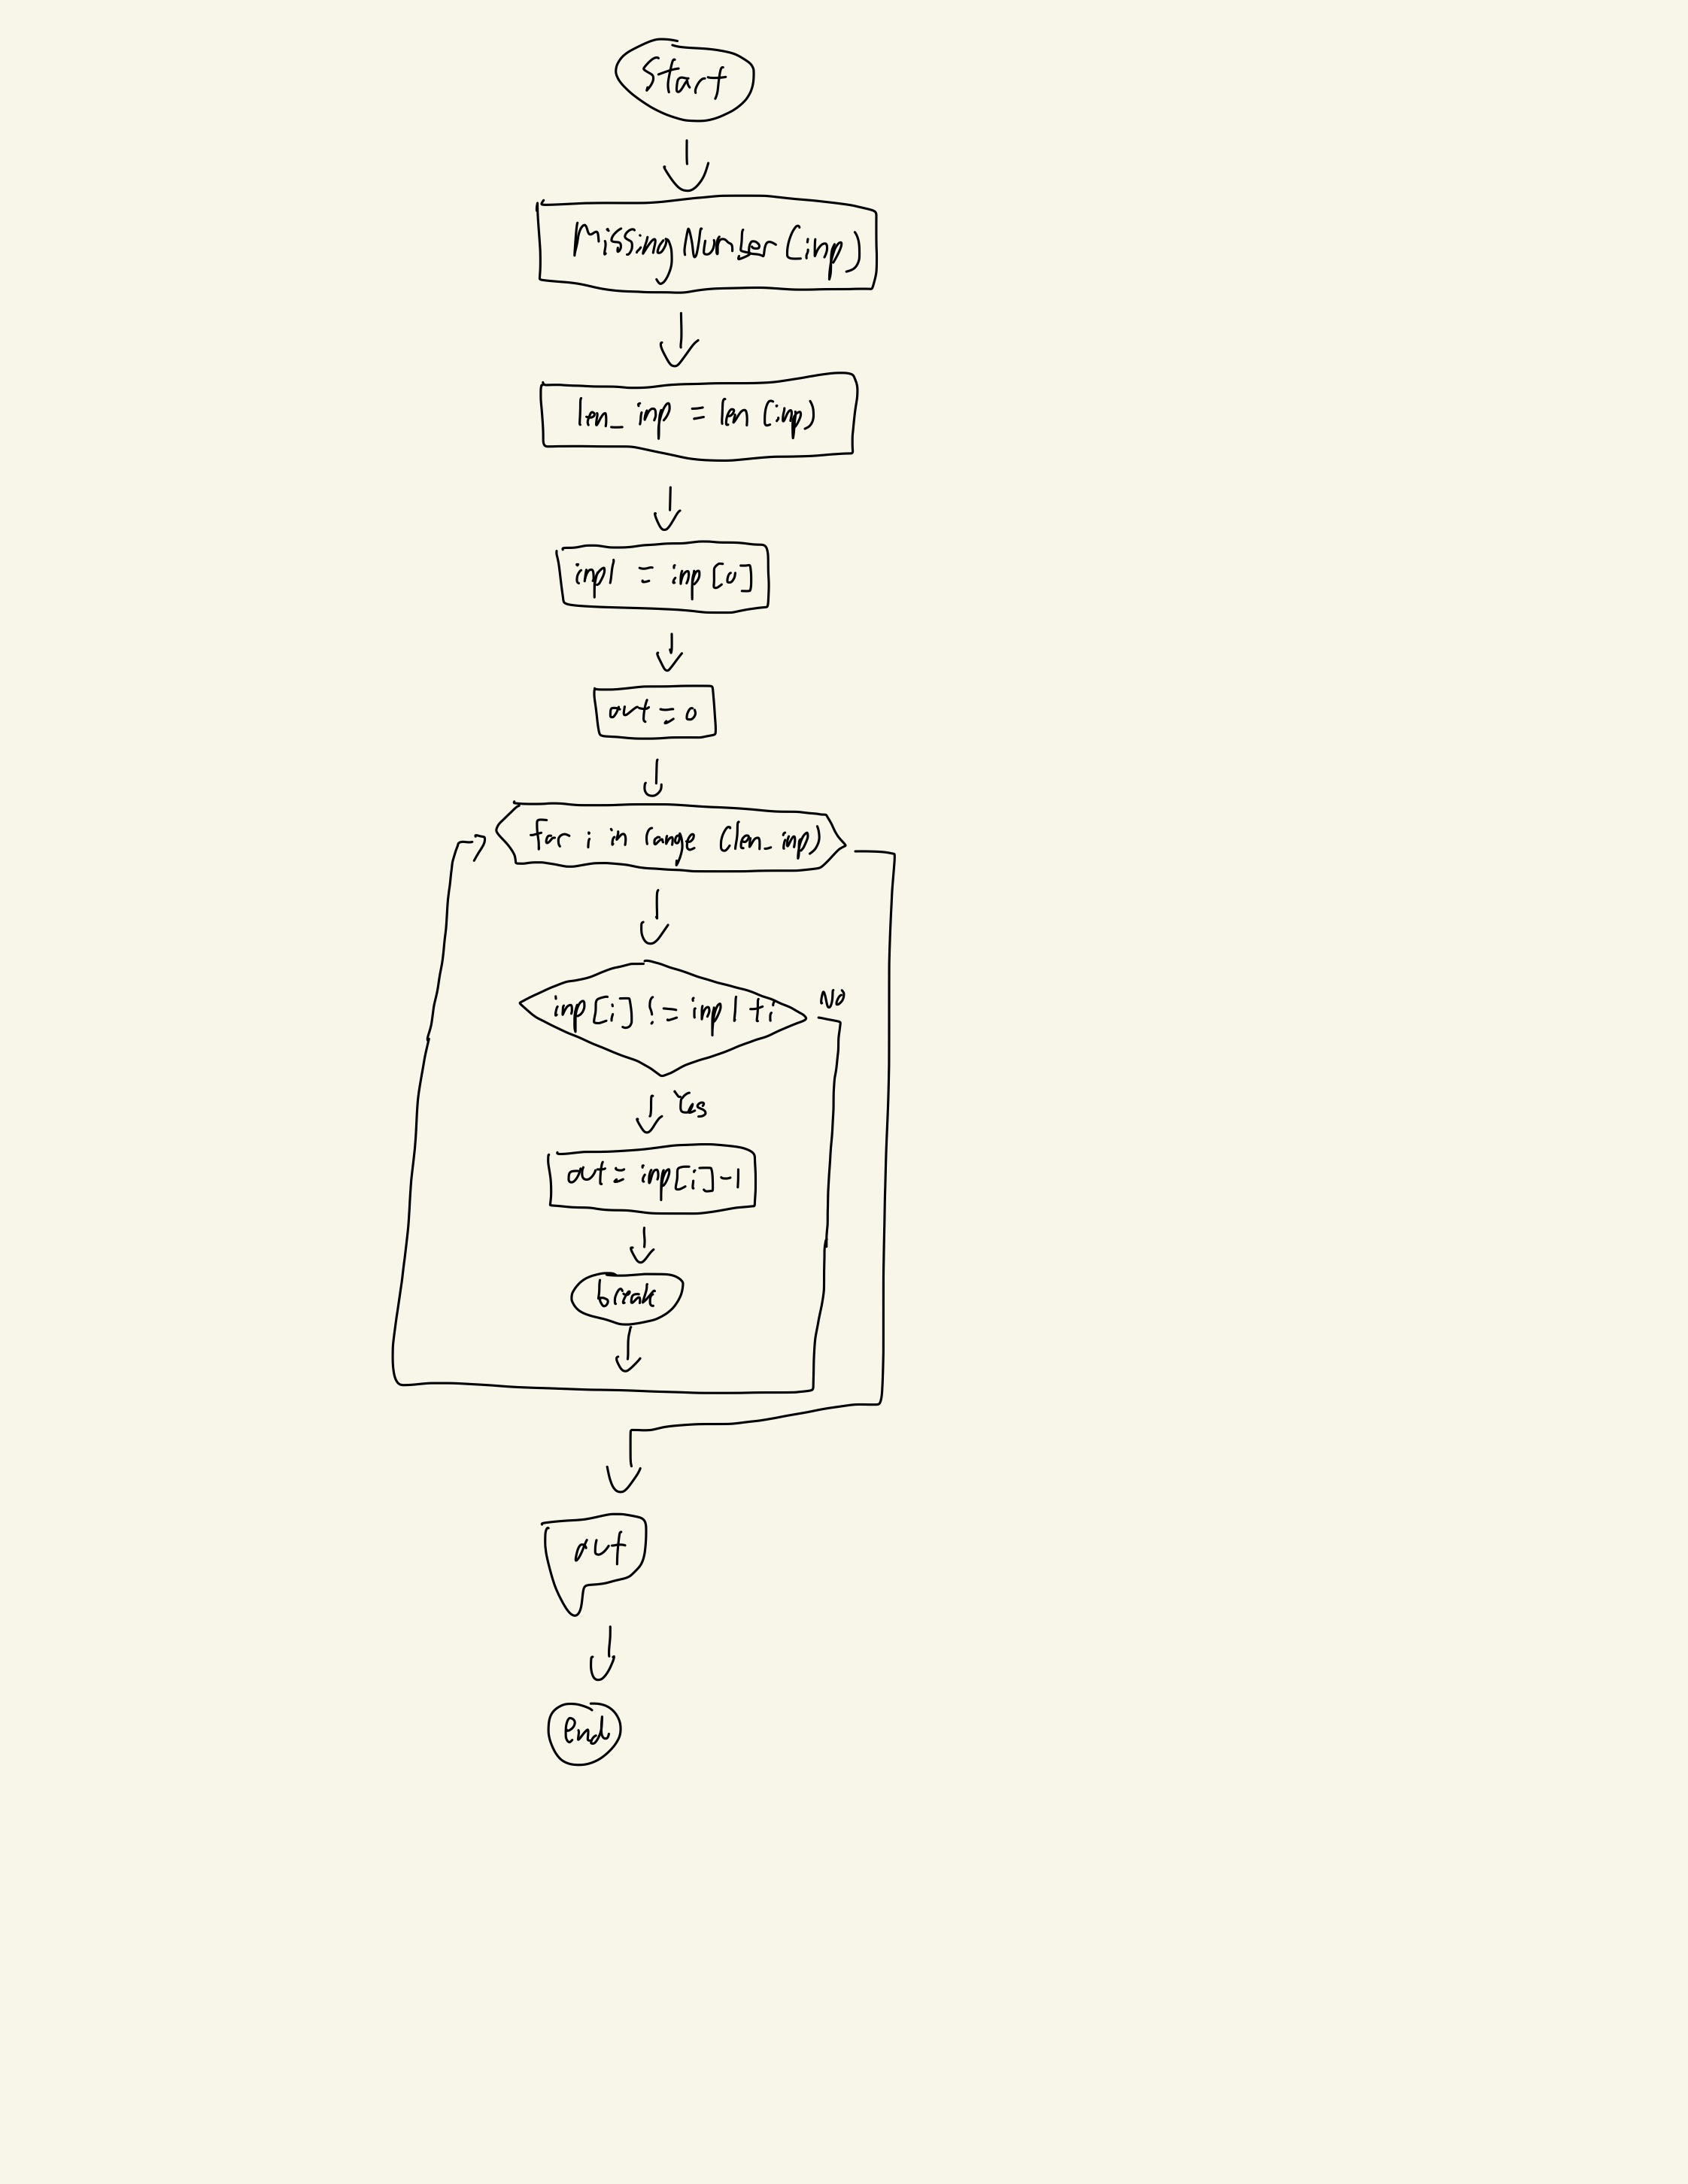 Start
MissingNumber(inp)
len_inp = len(inp)
inp1 = inp[0]
out = 0
for i in range (len_inp)
inp[i] != inp1 + i
No
Yes
out = inp[i]-1
break
out
end